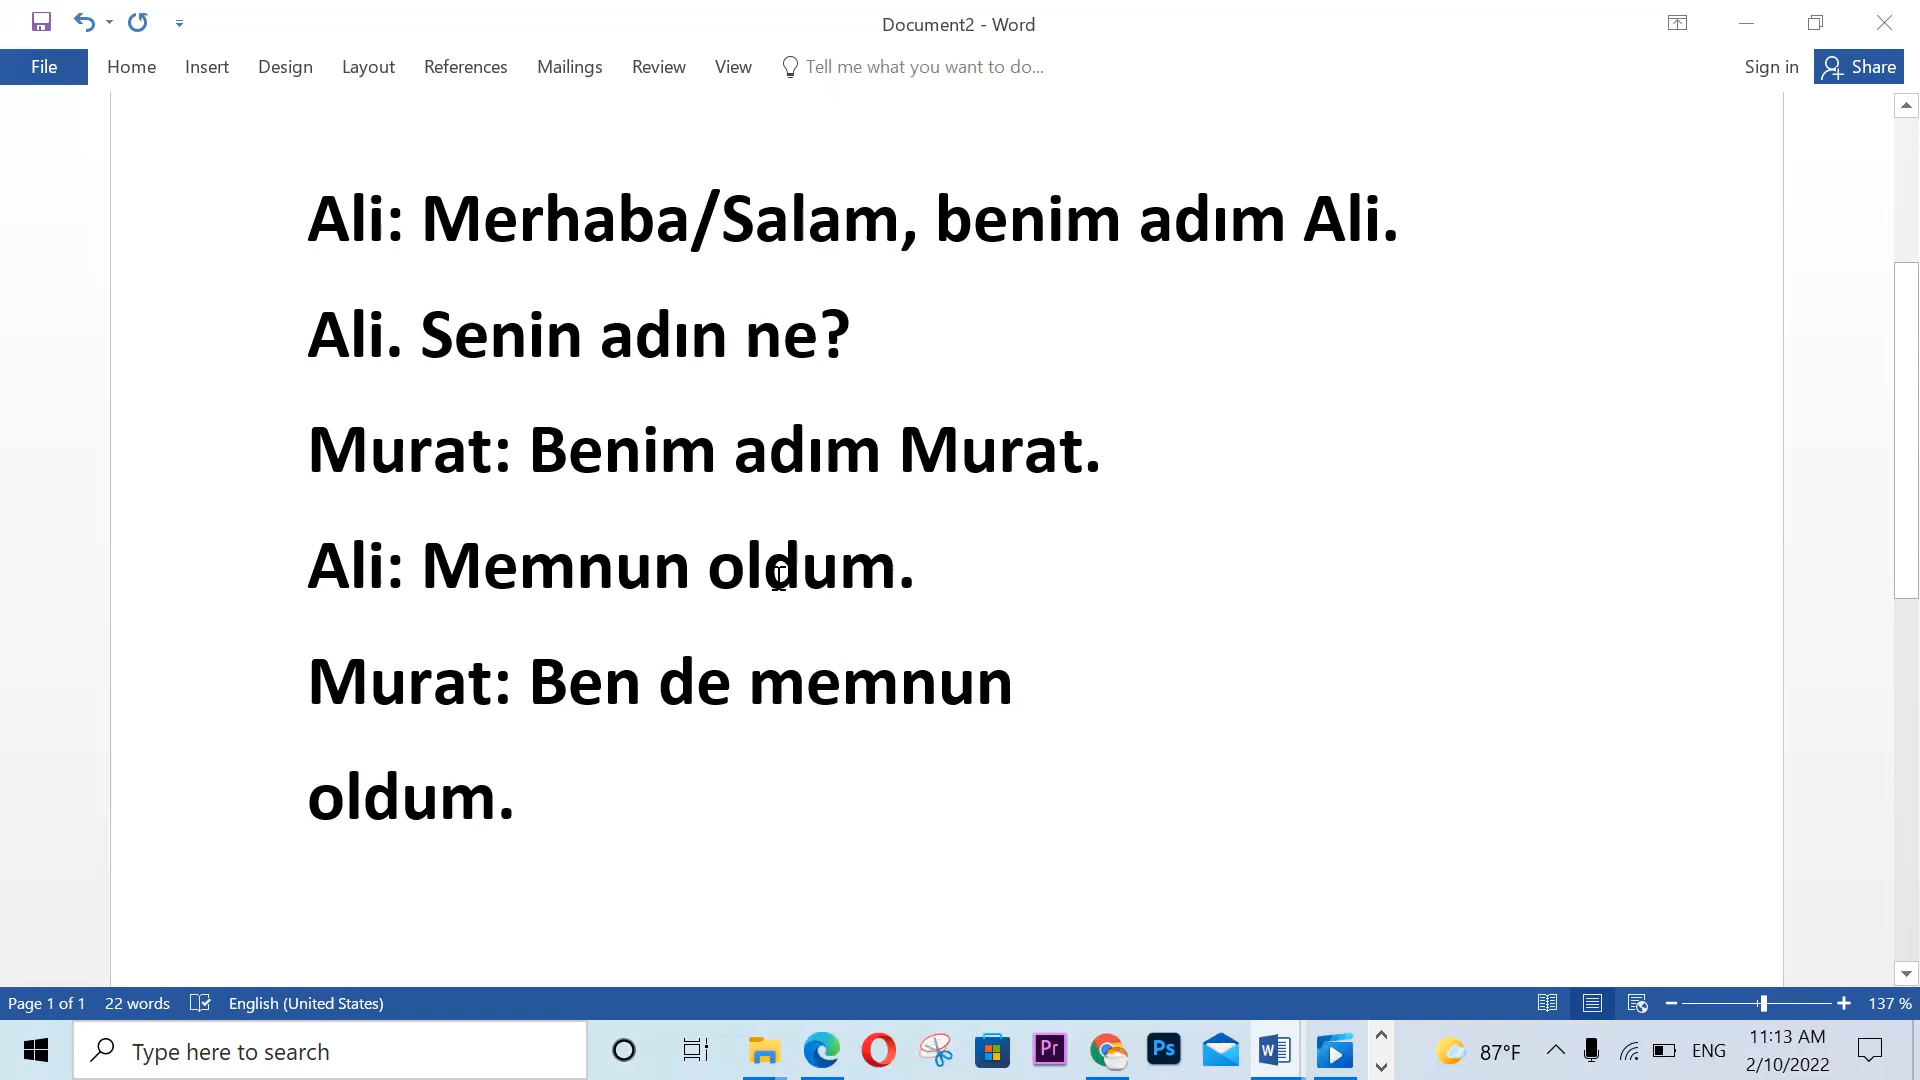 Document2 - Word
File Home Insert Design Layout References Mailings Review View Tell me what you want to do... Sign in Share
Ali: Merhaba/Salam, benim adım Ali.
Ali. Senin adın ne?
Murat: Benim adım Murat.
Ali: Memnun oldum.
Murat: Ben de memnun
oldum.
Page 1 of 1 22 words English (United States) 137 %
Type here to search Pr Ps W 87°F ENG 11:13 AM
2/10/2022